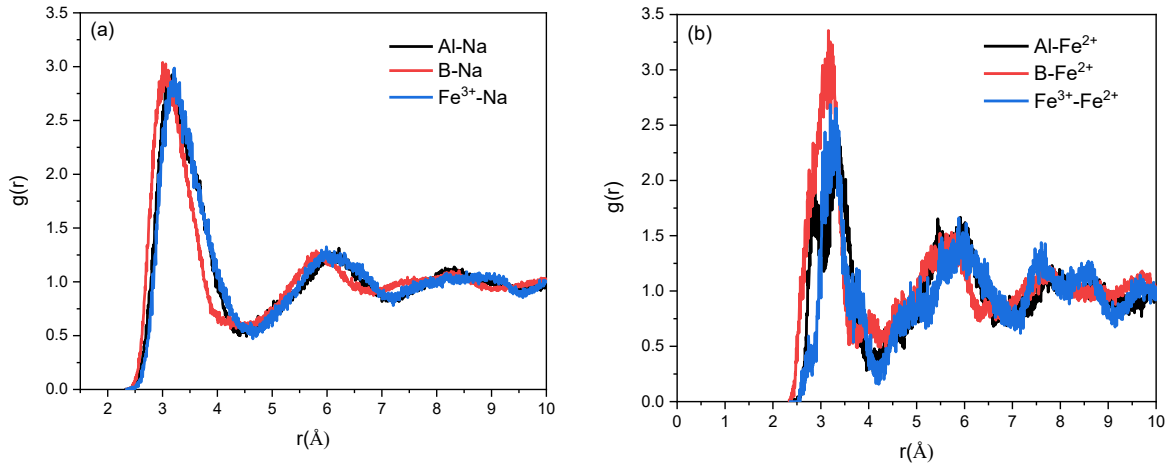 (a)
Al-Na
B-Na
Fe³⁺-Na
g(r)
3.5
3.0
2.5
2.0
1.5
1.0
0.5
0.0
2 3 4 5 6 7 8 9 10
r(Å)
(b)
Al-Fe²⁺
B-Fe²⁺
Fe³⁺-Fe²⁺
g(r)
3.5
3.0
2.5
2.0
1.5
1.0
0.5
0.0
0 1 2 3 4 5 6 7 8 9 10
r(Å)